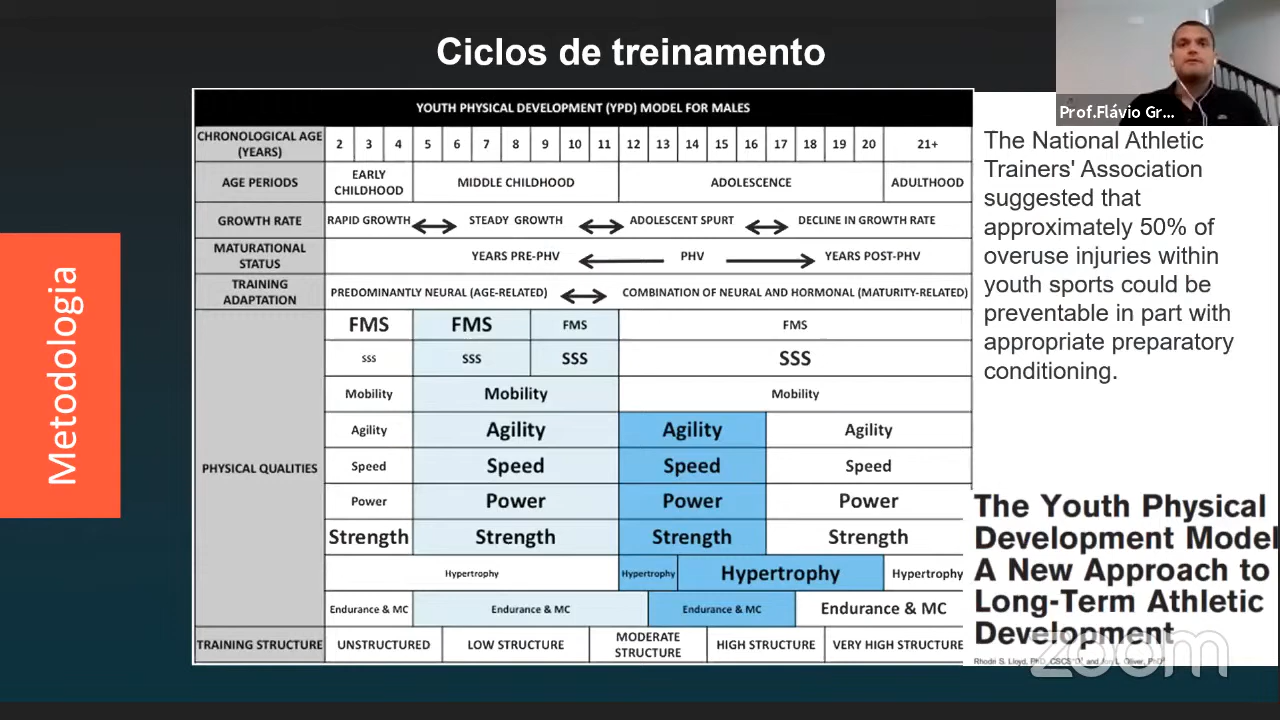 Ciclos de treinamento
Prof.Flávio Gr...
Metodologia
YOUTH PHYSICAL DEVELOPMENT (YPD) MODEL FOR MALES
CHRONOLOGICAL AGE (YEARS) 2 3 4 5 6 7 8 9 10 11 12 13 14 15 16 17 18 19 20 21+
AGE PERIODS EARLY CHILDHOOD MIDDLE CHILDHOOD ADOLESCENCE ADULTHOOD
GROWTH RATE RAPID GROWTH STEADY GROWTH ADOLESCENT SPURT DECLINE IN GROWTH RATE
MATURATIONAL STATUS YEARS PRE-PHV PHV YEARS POST-PHV
TRAINING ADAPTATION PREDOMINANTLY NEURAL (AGE-RELATED) COMBINATION OF NEURAL AND HORMONAL (MATURITY-RELATED)
PHYSICAL QUALITIES
FMS FMS FMS FMS
SSS SSS SSS SSS
Mobility Mobility Mobility
Agility Agility Agility Agility
Speed Speed Speed Speed
Power Power Power Power
Strength Strength Strength Strength
Hypertrophy Hypertrophy Hypertrophy Hypertrophy
Endurance & MC Endurance & MC Endurance & MC Endurance & MC
TRAINING STRUCTURE UNSTRUCTURED LOW STRUCTURE MODERATE STRUCTURE HIGH STRUCTURE VERY HIGH STRUCTURE
The National Athletic
Trainers' Association
suggested that
approximately 50% of
overuse injuries within
youth sports could be
preventable in part with
appropriate preparatory
conditioning.
The Youth Physical
Development Model
A New Approach to
Long-Term Athletic
Development
Rhodri S. Lloyd, PhD, CSCS*D and Jon L. Oliver, PhD
zoom